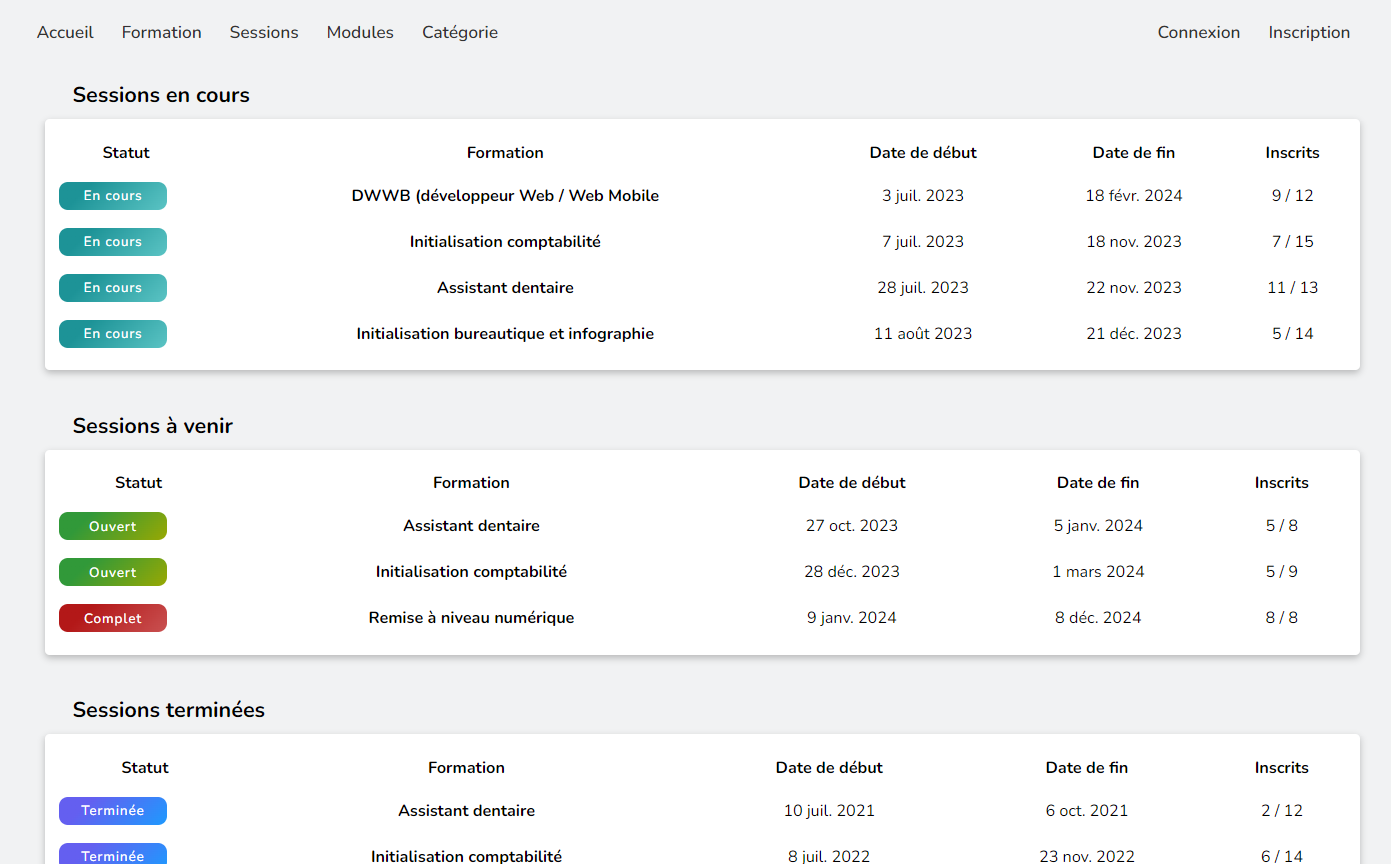 Accueil Formation Sessions Modules Catégorie Connexion Inscription
Sessions en cours
Statut Formation Date de début Date de fin Inscrits
En cours DWWB (développeur Web / Web Mobile 3 juil. 2023 18 févr. 2024 9 / 12
En cours Initialisation comptabilité 7 juil. 2023 18 nov. 2023 7 / 15
En cours Assistant dentaire 28 juil. 2023 22 nov. 2023 11 / 13
En cours Initialisation bureautique et infographie 11 août 2023 21 déc. 2023 5 / 14
Sessions à venir
Statut Formation Date de début Date de fin Inscrits
Ouvert Assistant dentaire 27 oct. 2023 5 janv. 2024 5 / 8
Ouvert Initialisation comptabilité 28 déc. 2023 1 mars 2024 5 / 9
Complet Remise à niveau numérique 9 janv. 2024 8 déc. 2024 8 / 8
Sessions terminées
Statut Formation Date de début Date de fin Inscrits
Terminée Assistant dentaire 10 juil. 2021 6 oct. 2021 2 / 12
Terminée Initialisation comptabilité 8 juil. 2022 23 nov. 2022 6 / 14